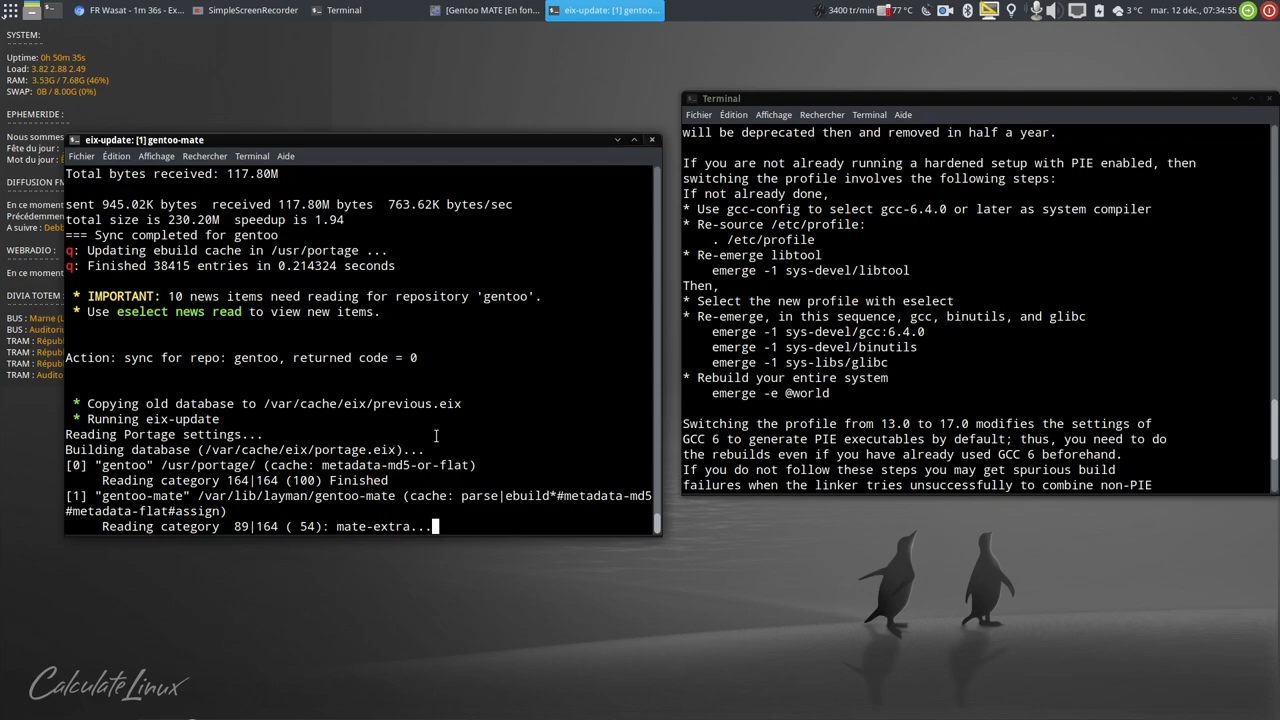 FR Wasat - 1m 36s - Ex...
SimpleScreenRecorder
Terminal
[Gentoo MATE [En fon...
eix-update: [1] gentoo...
3400 tr/min
77 °C
3 °C
mar. 12 déc., 07:34:55
SYSTEM:
Uptime: 0h 50m 35s
Load: 3.82 2.88 2.49
RAM: 3.53G / 7.68G (46%)
SWAP: 0B / 8.00G (0%)
EPHEMERIDE :
Nous sommes
Fête du jour :
Mot du jour :
DIFFUSION FM
En ce moment
Précédemmen
A suivre : Debb
WEBRADIO :
En ce moment
DIVIA TOTEM :
BUS : Marne (L
BUS : Auditoriu
TRAM : Républ
TRAM : Républ
TRAM : Audito
eix-update: [1] gentoo-mate
Fichier Édition Affichage Rechercher Terminal Aide
Total bytes received: 117.80M
sent 945.02K bytes  received 117.80M bytes  763.62K bytes/sec
total size is 230.20M  speedup is 1.94
=== Sync completed for gentoo
q: Updating ebuild cache in /usr/portage ...
q: Finished 38415 entries in 0.214324 seconds
* IMPORTANT: 10 news items need reading for repository 'gentoo'.
* Use eselect news read to view new items.
Action: sync for repo: gentoo, returned code = 0
* Copying old database to /var/cache/eix/previous.eix
* Running eix-update
Reading Portage settings...
Building database (/var/cache/eix/portage.eix)...
[0] "gentoo" /usr/portage/ (cache: metadata-md5-or-flat)
Reading category 164|164 (100) Finished
[1] "gentoo-mate" /var/lib/layman/gentoo-mate (cache: parse|ebuild*#metadata-md5
#metadata-flat#assign)
Reading category  89|164 ( 54): mate-extra...
Terminal
Fichier Édition Affichage Rechercher Terminal Aide
will be deprecated then and removed in half a year.
If you are not already running a hardened setup with PIE enabled, then
switching the profile involves the following steps:
If not already done,
* Use gcc-config to select gcc-6.4.0 or later as system compiler
* Re-source /etc/profile:
. /etc/profile
* Re-emerge libtool
emerge -1 sys-devel/libtool
Then,
* Select the new profile with eselect
* Re-emerge, in this sequence, gcc, binutils, and glibc
emerge -1 sys-devel/gcc:6.4.0
emerge -1 sys-devel/binutils
emerge -1 sys-libs/glibc
* Rebuild your entire system
emerge -e @world
Switching the profile from 13.0 to 17.0 modifies the settings of
GCC 6 to generate PIE executables by default; thus, you need to do
the rebuilds even if you have already used GCC 6 beforehand.
If you do not follow these steps you may get spurious build
failures when the linker tries unsuccessfully to combine non-PIE
Calculate Linux